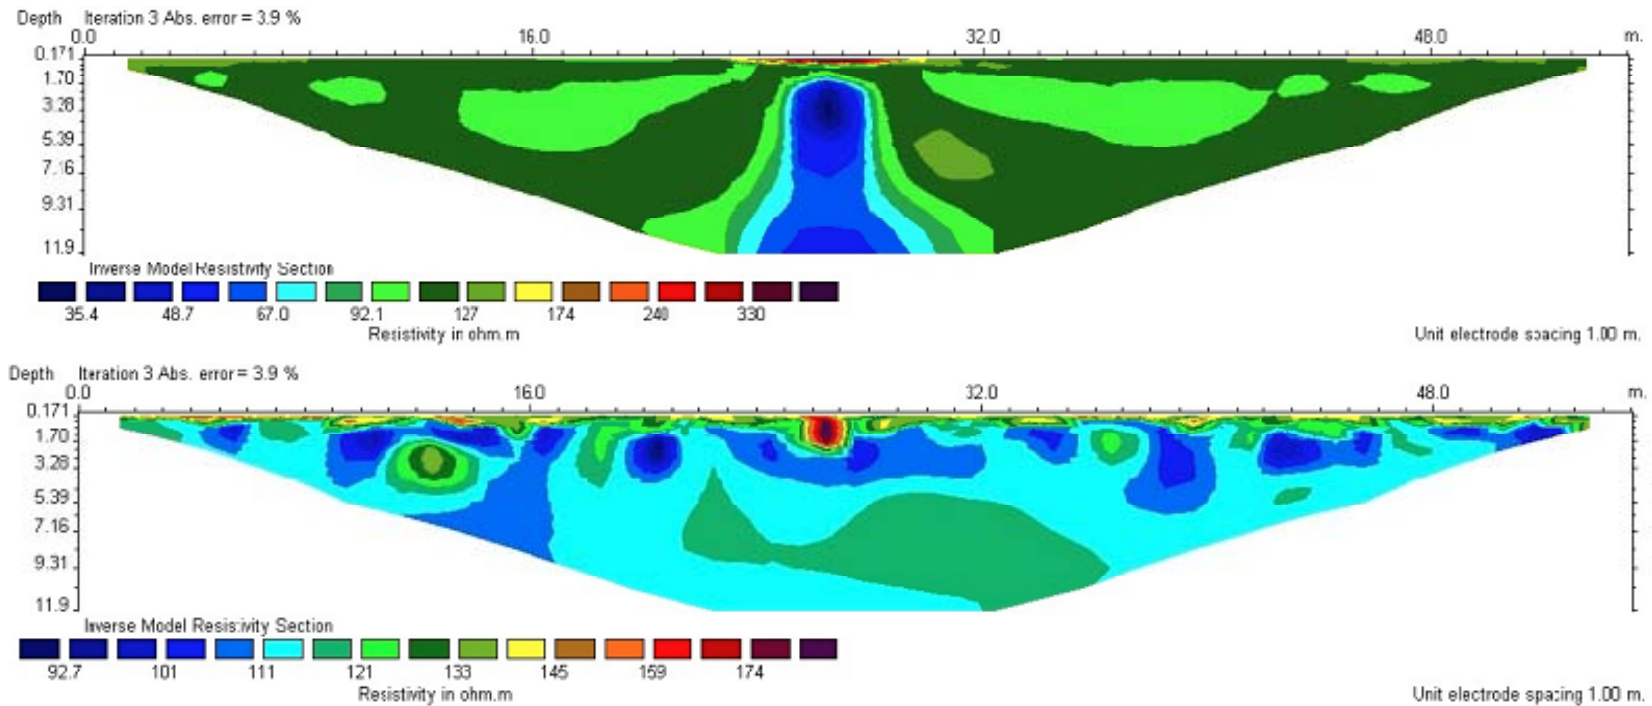 Depth Iteration 3 Abs. error = 3.9 %
0.0 16.0 32.0 48.0 m.
0.171
1.70
3.28
5.39
7.16
9.31
11.9
Inverse Model Resistivity Section
35.4 48.7 67.0 92.1 127 174 240 330
Resistivity in ohm.m
Unit electrode spacing 1.00 m.
Depth Iteration 3 Abs. error = 3.9 %
0.0 16.0 32.0 48.0 m.
0.171
1.70
3.28
5.39
7.16
9.31
11.9
Inverse Model Resistivity Section
92.7 101 111 121 133 145 159 174
Resistivity in ohm.m
Unit electrode spacing 1.00 m.